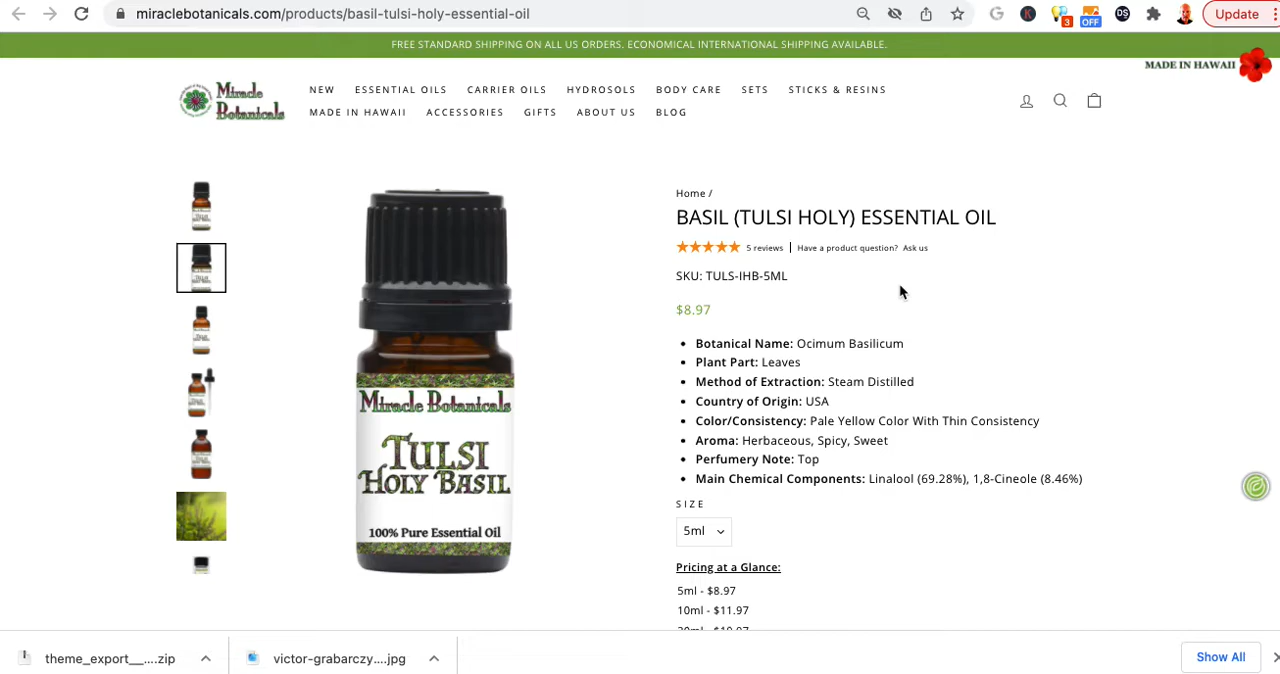 miraclebotanicals.com/products/basil-tulsi-holy-essential-oil
3
OFF
DS
K
G
Update
FREE STANDARD SHIPPING ON ALL US ORDERS. ECONOMICAL INTERNATIONAL SHIPPING AVAILABLE.
MADE IN HAWAII
Miracle
Botanicals
NEW ESSENTIAL OILS CARRIER OILS HYDROSOLS BODY CARE SETS STICKS & RESINS
MADE IN HAWAII ACCESSORIES GIFTS ABOUT US BLOG
Home /
BASIL (TULSI HOLY) ESSENTIAL OIL
5 reviews | Have a product question? Ask us
SKU: TULS-IHB-5ML
$8.97
Botanical Name: Ocimum Basilicum
Plant Part: Leaves
Method of Extraction: Steam Distilled
Country of Origin: USA
Color/Consistency: Pale Yellow Color With Thin Consistency
Aroma: Herbaceous, Spicy, Sweet
Perfumery Note: Top
Main Chemical Components: Linalool (69.28%), 1,8-Cineole (8.46%)
SIZE
5ml
Pricing at a Glance:
5ml - $8.97
10ml - $11.97
Miracle Botanicals
TULSI
HOLY BASIL
100% Pure Essential Oil
theme_export__....zip
victor-grabarczy....jpg
Show All